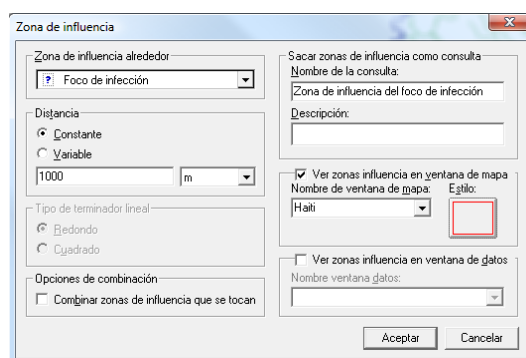 Zona de influencia
Zona de influencia alrededor
? Foco de infección
Distancia
Constante
Variable
1000
m
Tipo de terminador lineal
Redondo
Cuadrado
Opciones de combinación
Combinar zonas de influencia que se tocan
Sacar zonas de influencia como consulta
Nombre de la consulta:
Zona de influencia del foco de infección
Descripción:
Ver zonas influencia en ventana de mapa
Nombre de ventana de mapa:
Estilo:
Haiti
Ver zonas influencia en ventana de datos
Nombre ventana datos:
Aceptar
Cancelar